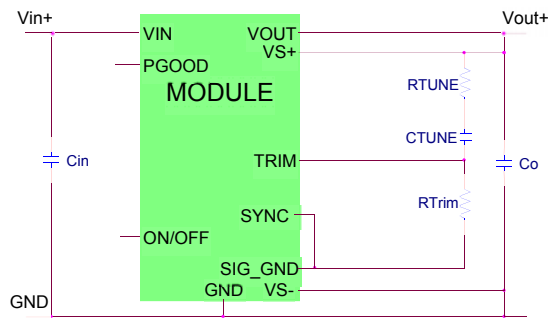 Vin+
Vout+
VIN
VOUT
VS+
PGOOD
MODULE
RTUNE
CTUNE
Cin
TRIM
Co
RTrim
SYNC
ON/OFF
SIG_GND
GND
VS-
GND